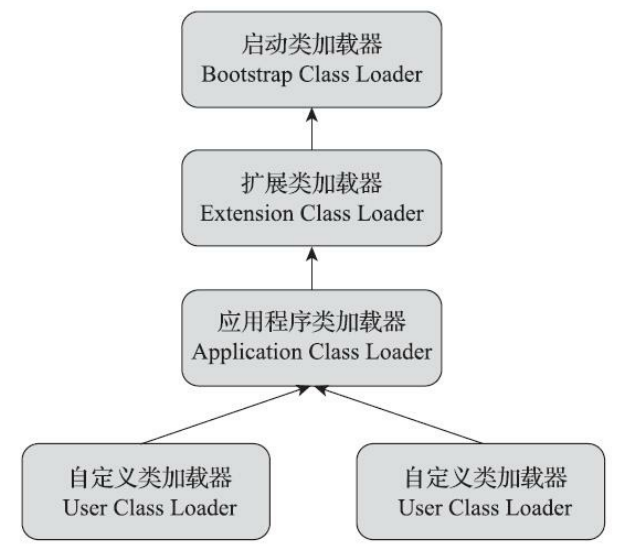 启动类加载器
Bootstrap Class Loader
扩展类加载器
Extension Class Loader
应用程序类加载器
Application Class Loader
自定义类加载器
User Class Loader
自定义类加载器
User Class Loader